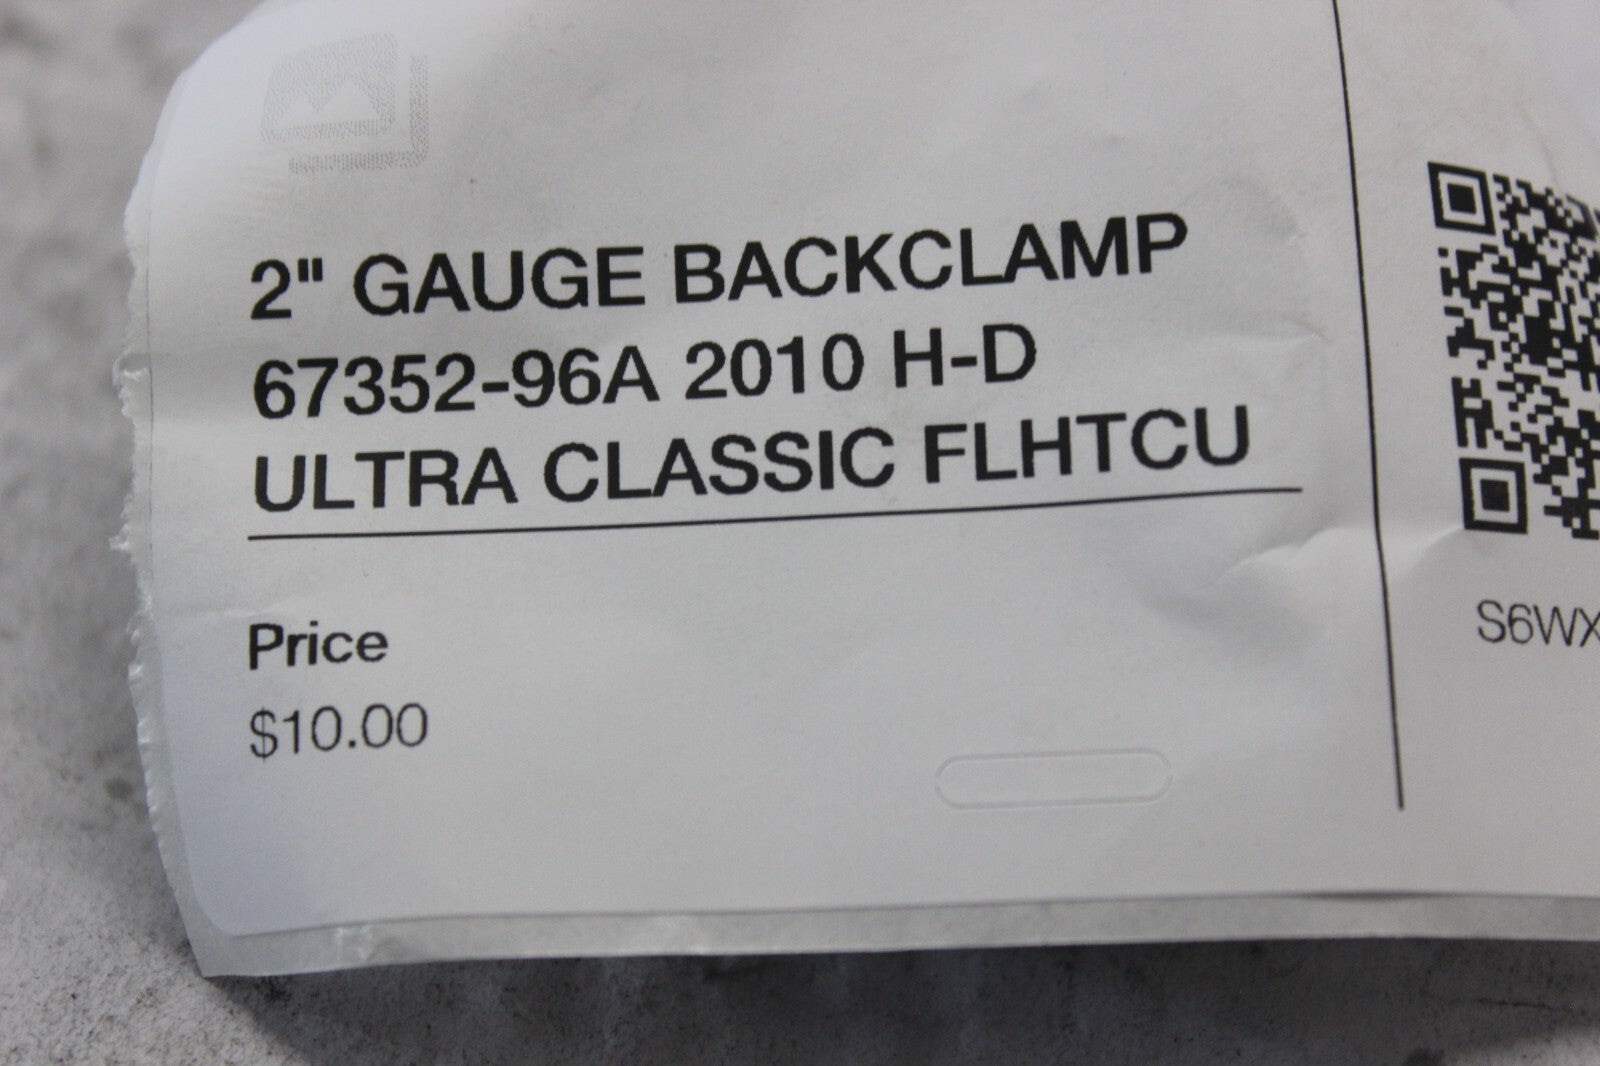 2" GAUGE BACKCLAMP
67352-96A 2010 H-D
ULTRA CLASSIC FLHTCU
Price
$10.00
S6WX